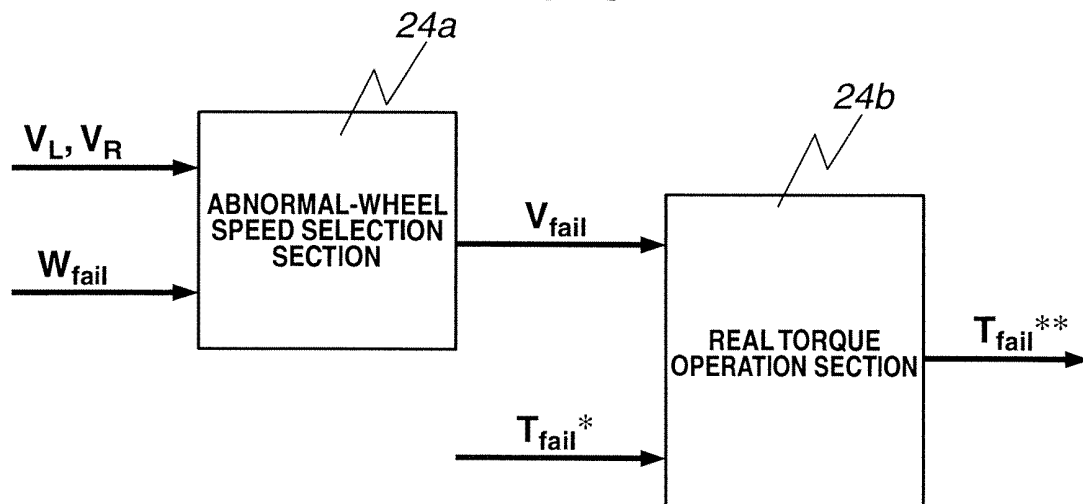 24a
24b
V_L, V_R
ABNORMAL-WHEEL
SPEED SELECTION
SECTION
V_fail
W_fail
REAL TORQUE
OPERATION SECTION
T_fail**
T_fail*